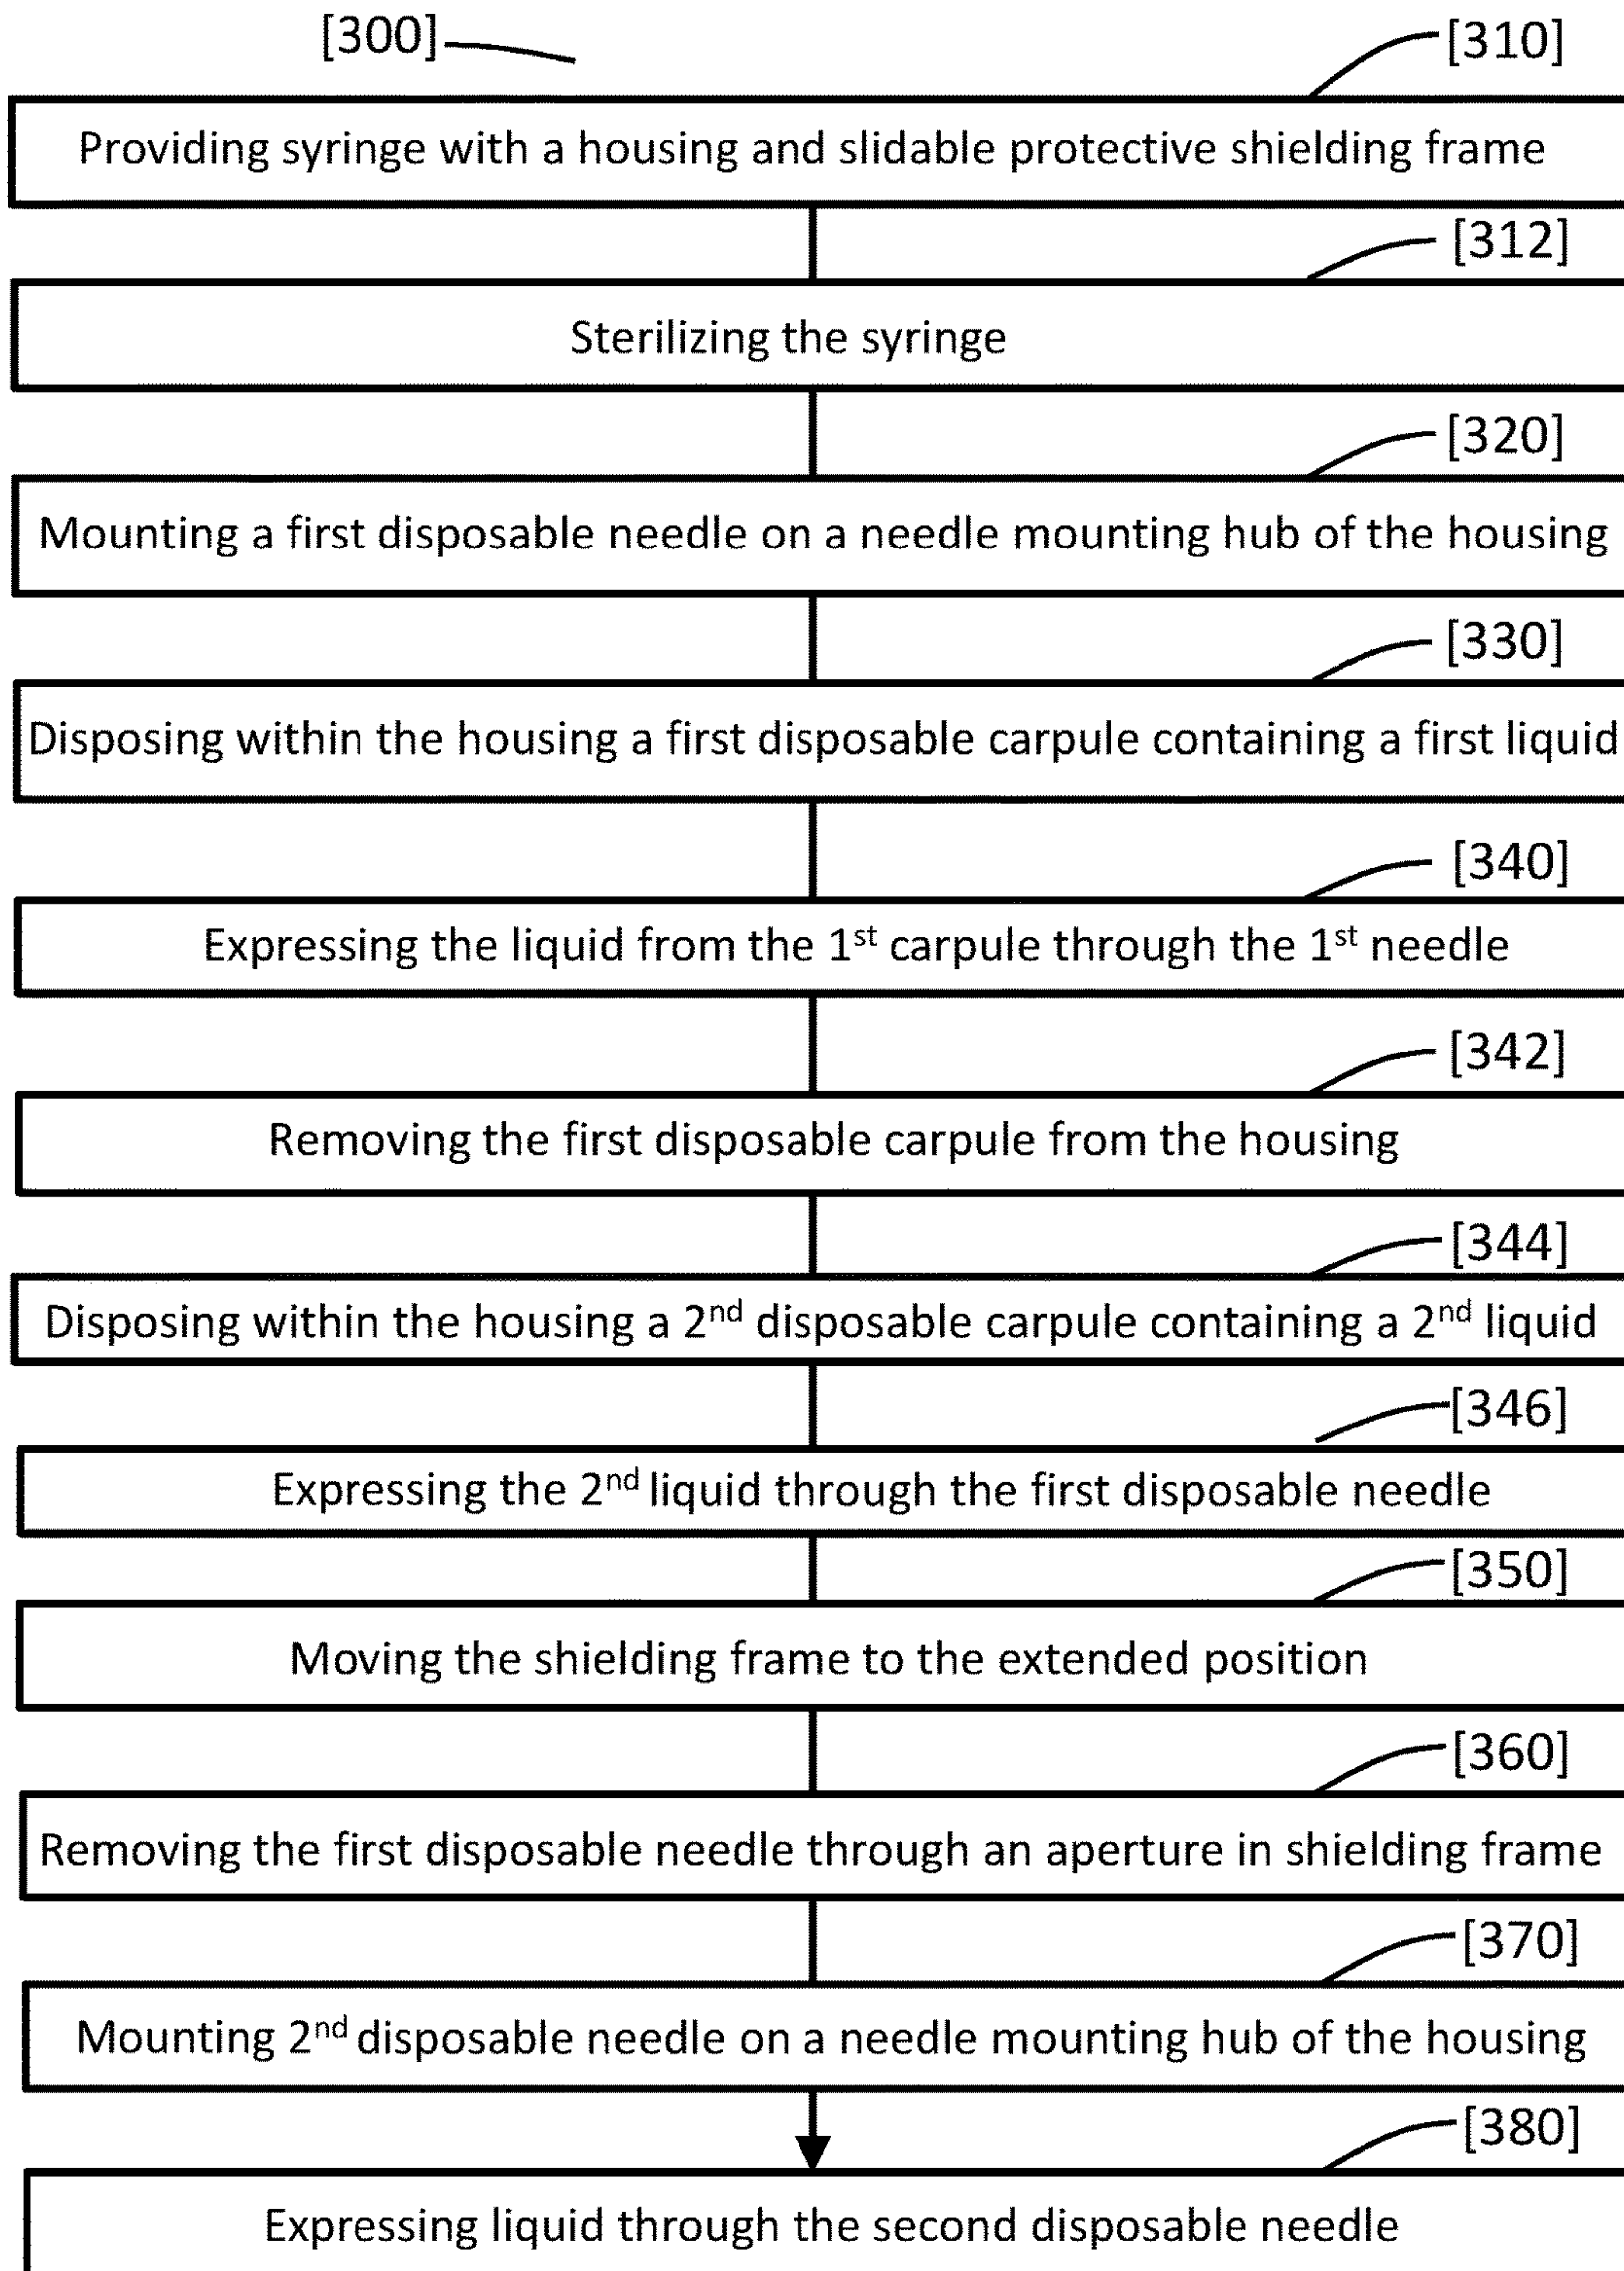 [300]
[310]
Providing syringe with a housing and slidable protective shielding frame
[312]
Sterilizing the syringe
[320]
Mounting a first disposable needle on a needle mounting hub of the housing
[330]
Disposing within the housing a first disposable carpule containing a first liquid
[340]
Expressing the liquid from the 1st carpule through the 1st needle
[342]
Removing the first disposable carpule from the housing
[344]
Disposing within the housing a 2nd disposable carpule containing a 2nd liquid
[346]
Expressing the 2nd liquid through the first disposable needle
[350]
Moving the shielding frame to the extended position
[360]
Removing the first disposable needle through an aperture in shielding frame
[370]
Mounting 2nd disposable needle on a needle mounting hub of the housing
[380]
Expressing liquid through the second disposable needle